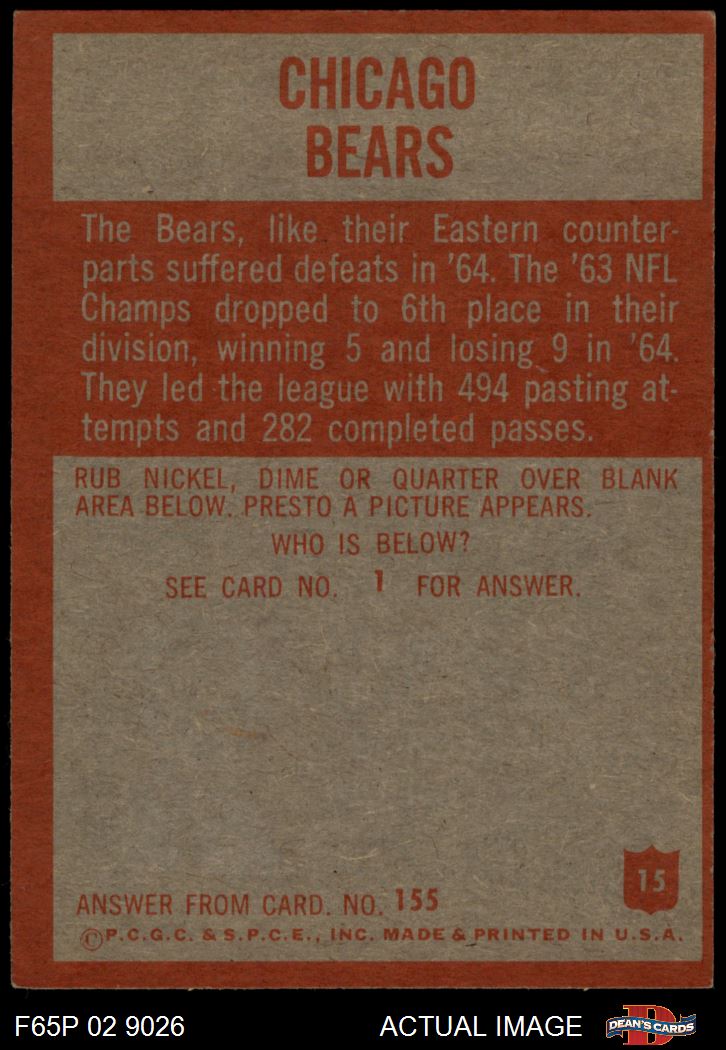 CHICAGO
BEARS
The Bears, like their Eastern counter-
parts suffered defeats in '64. The '63 NFL
Champs dropped to 6th place in their
division, winning 5 and losing 9 in '64.
They led the league with 494 pasting at-
tempts and 282 completed passes.
RUB NICKEL, DIME OR QUARTER OVER BLANK
AREA BELOW. PRESTO A PICTURE APPEARS.
WHO IS BELOW?
SEE CARD NO. 1 FOR ANSWER.
15
ANSWER FROM CARD. NO. 155
©P.C.G.C. & S.P.C.E., INC. MADE & PRINTED IN U.S.A.
F65P 02 9026 ACTUAL IMAGE
D
DEAN'S CARDS